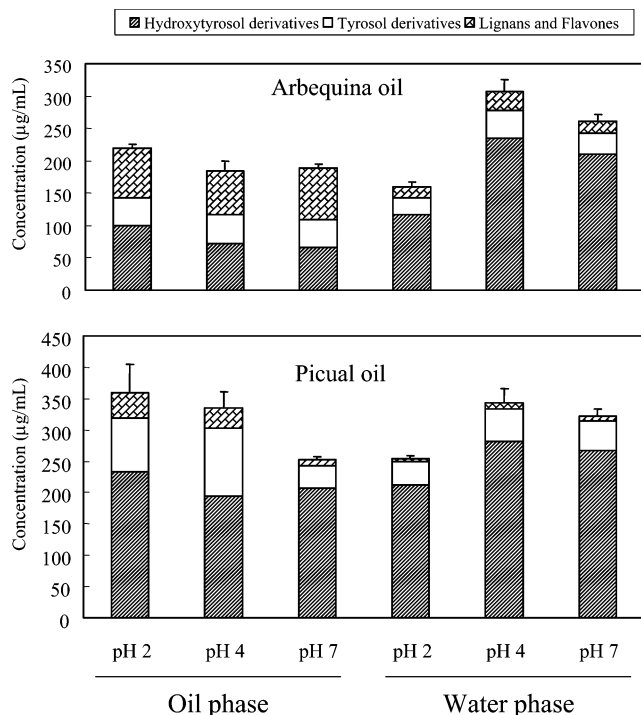 Hydroxytyrosol derivatives Tyrosol derivatives Lignans and Flavones
Arbequina oil
Concentration (µg/mL)
350
300
250
200
150
100
50
0
Picual oil
Concentration (µg/mL)
450
400
350
300
250
200
150
100
50
0
pH 2 pH 4 pH 7 pH 2 pH 4 pH 7
Oil phase Water phase